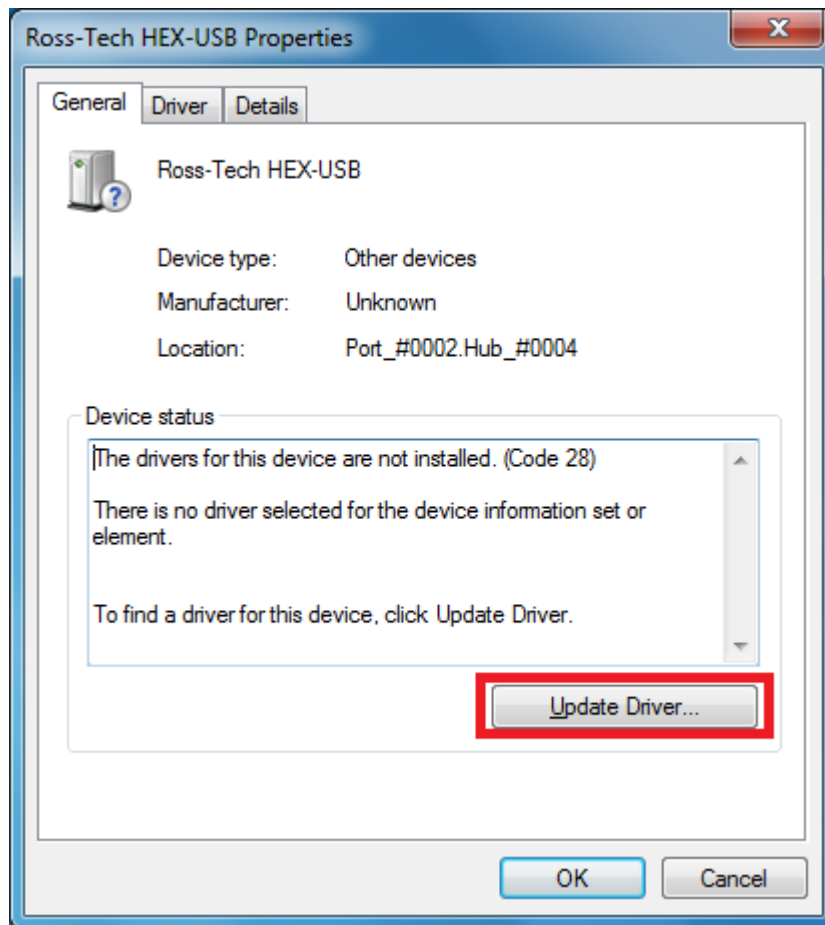 Ross-Tech HEX-USB Properties
General Driver Details
Ross-Tech HEX-USB
Device type: Other devices
Manufacturer: Unknown
Location: Port_#0002.Hub_#0004
Device status
The drivers for this device are not installed. (Code 28)
There is no driver selected for the device information set or
element.
To find a driver for this device, click Update Driver.
Update Driver...
OK Cancel